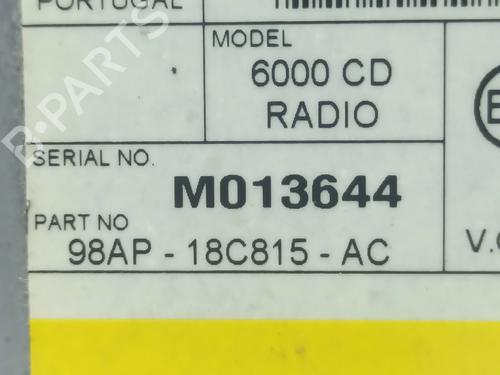 PORTUGAL
MODEL
6000 CD
RADIO
SERIAL NO.
M013644
PART NO
98AP - 18C815 - AC
B-PARTS